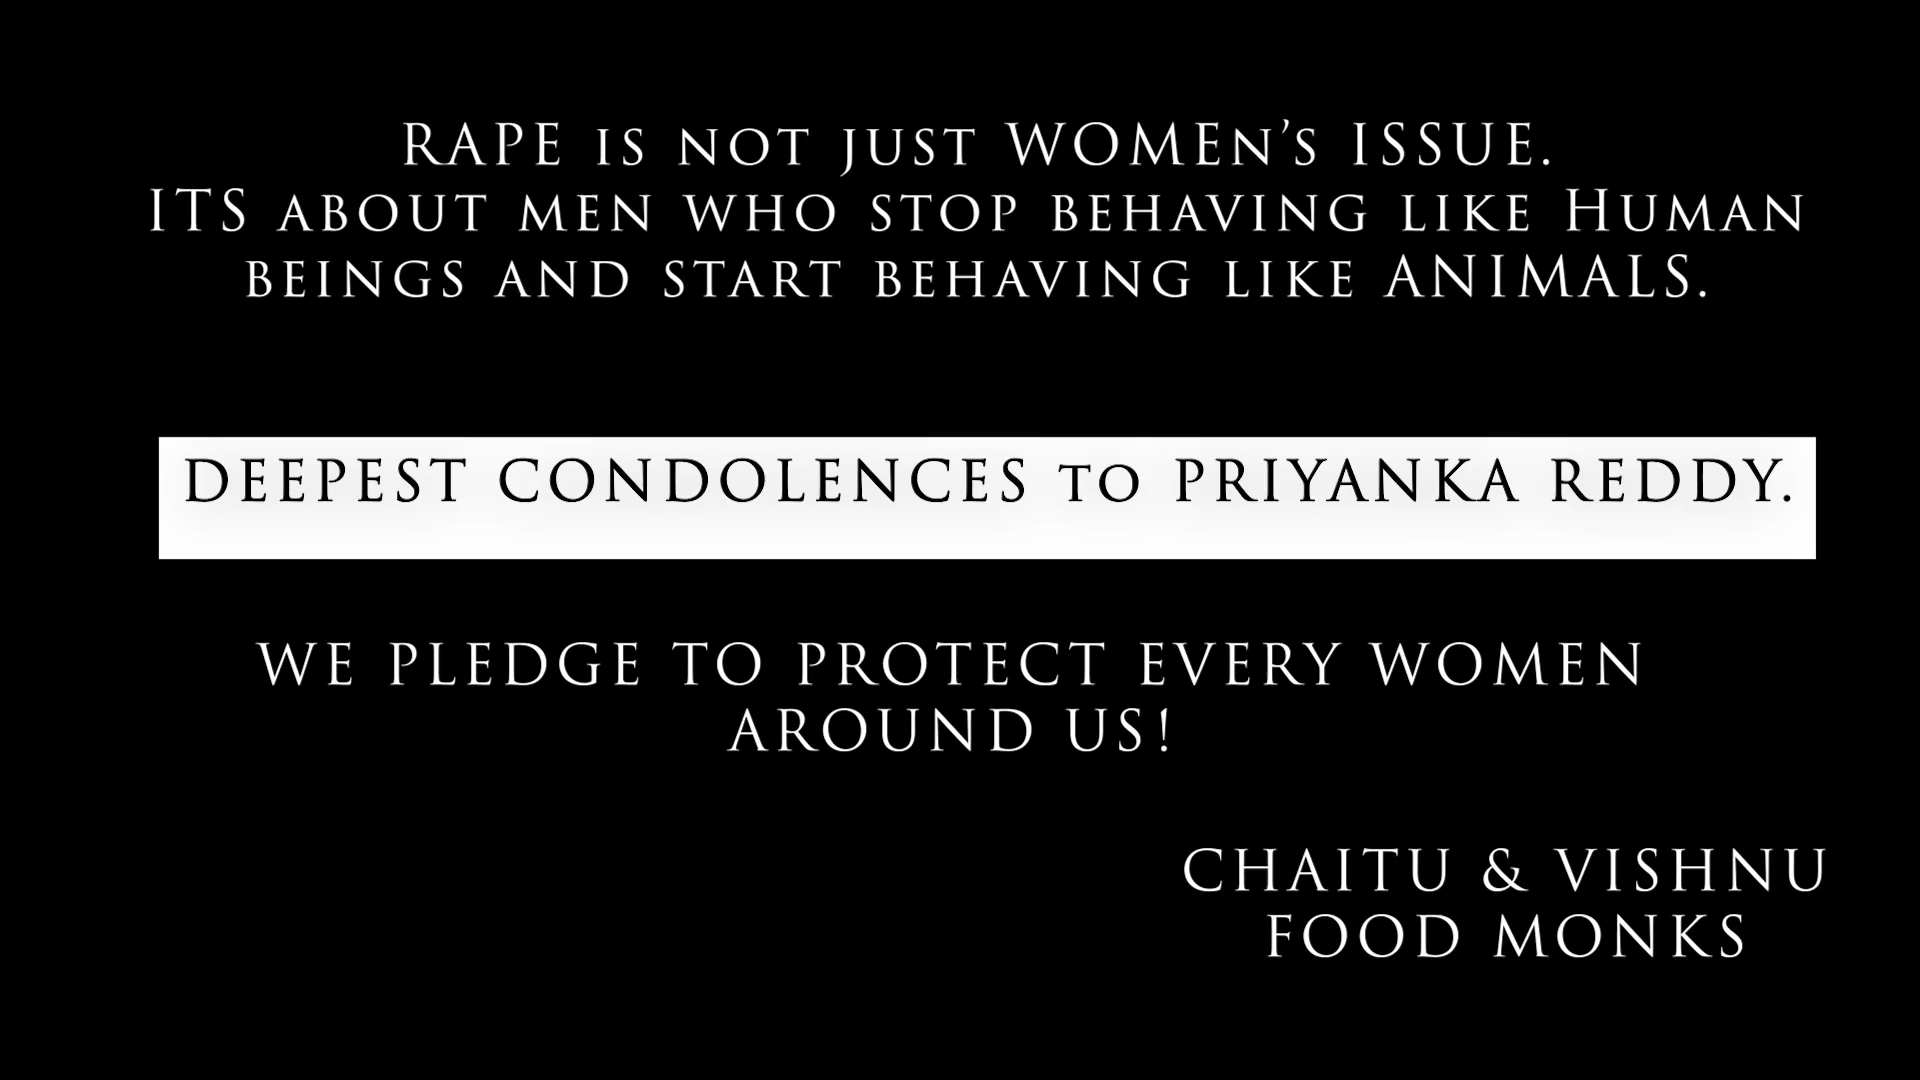 RAPE IS NOT JUST WOMEN’S ISSUE.
ITS ABOUT MEN WHO STOP BEHAVING LIKE HUMAN
BEINGS AND START BEHAVING LIKE ANIMALS.
DEEPEST CONDOLENCES TO PRIYANKA REDDY.
WE PLEDGE TO PROTECT EVERY WOMEN
AROUND US!
CHAITU & VISHNU
FOOD MONKS